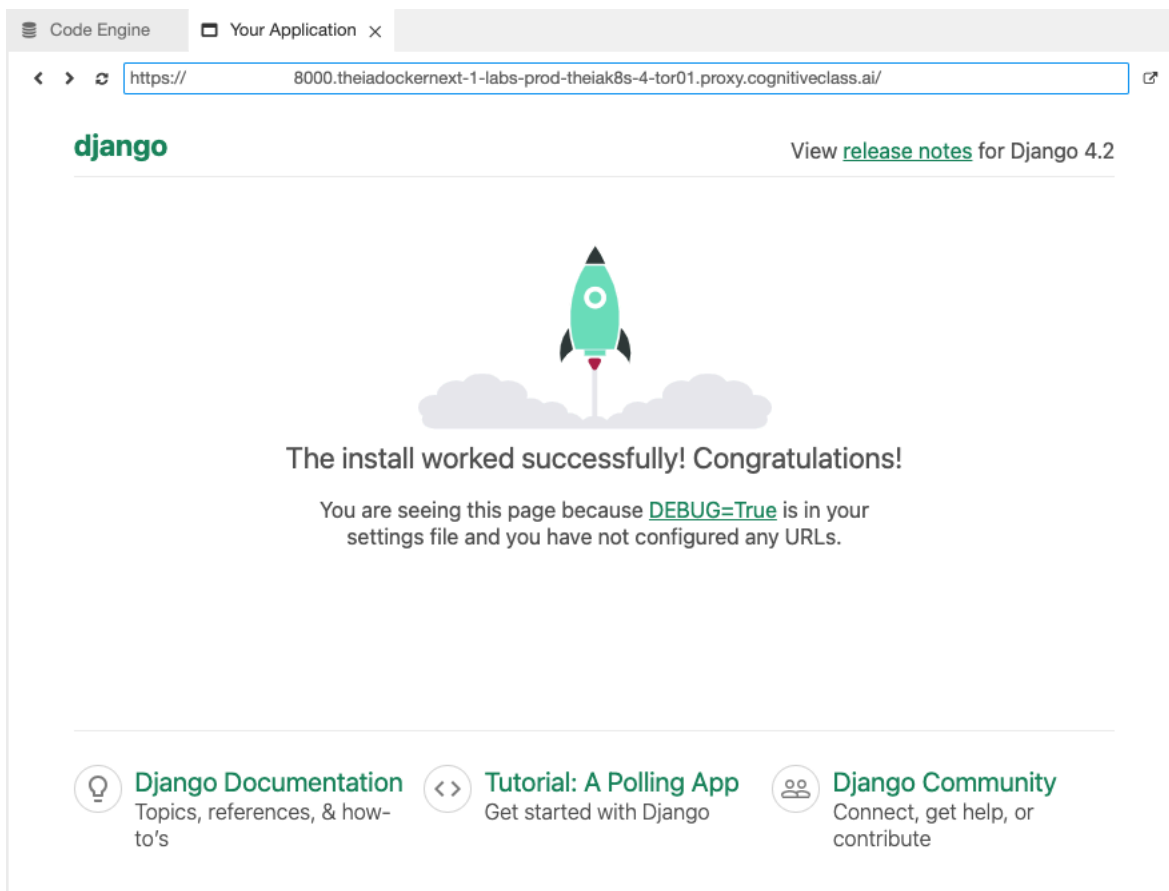 Code Engine
Your Application
https:// 8000.theiadockernext-1-labs-prod-theiak8s-4-tor01.proxy.cognitiveclass.ai/
django
View release notes for Django 4.2
The install worked successfully! Congratulations!
You are seeing this page because DEBUG=True is in your
settings file and you have not configured any URLs.
Django Documentation
Topics, references, & how-
to’s
Tutorial: A Polling App
Get started with Django
Django Community
Connect, get help, or
contribute